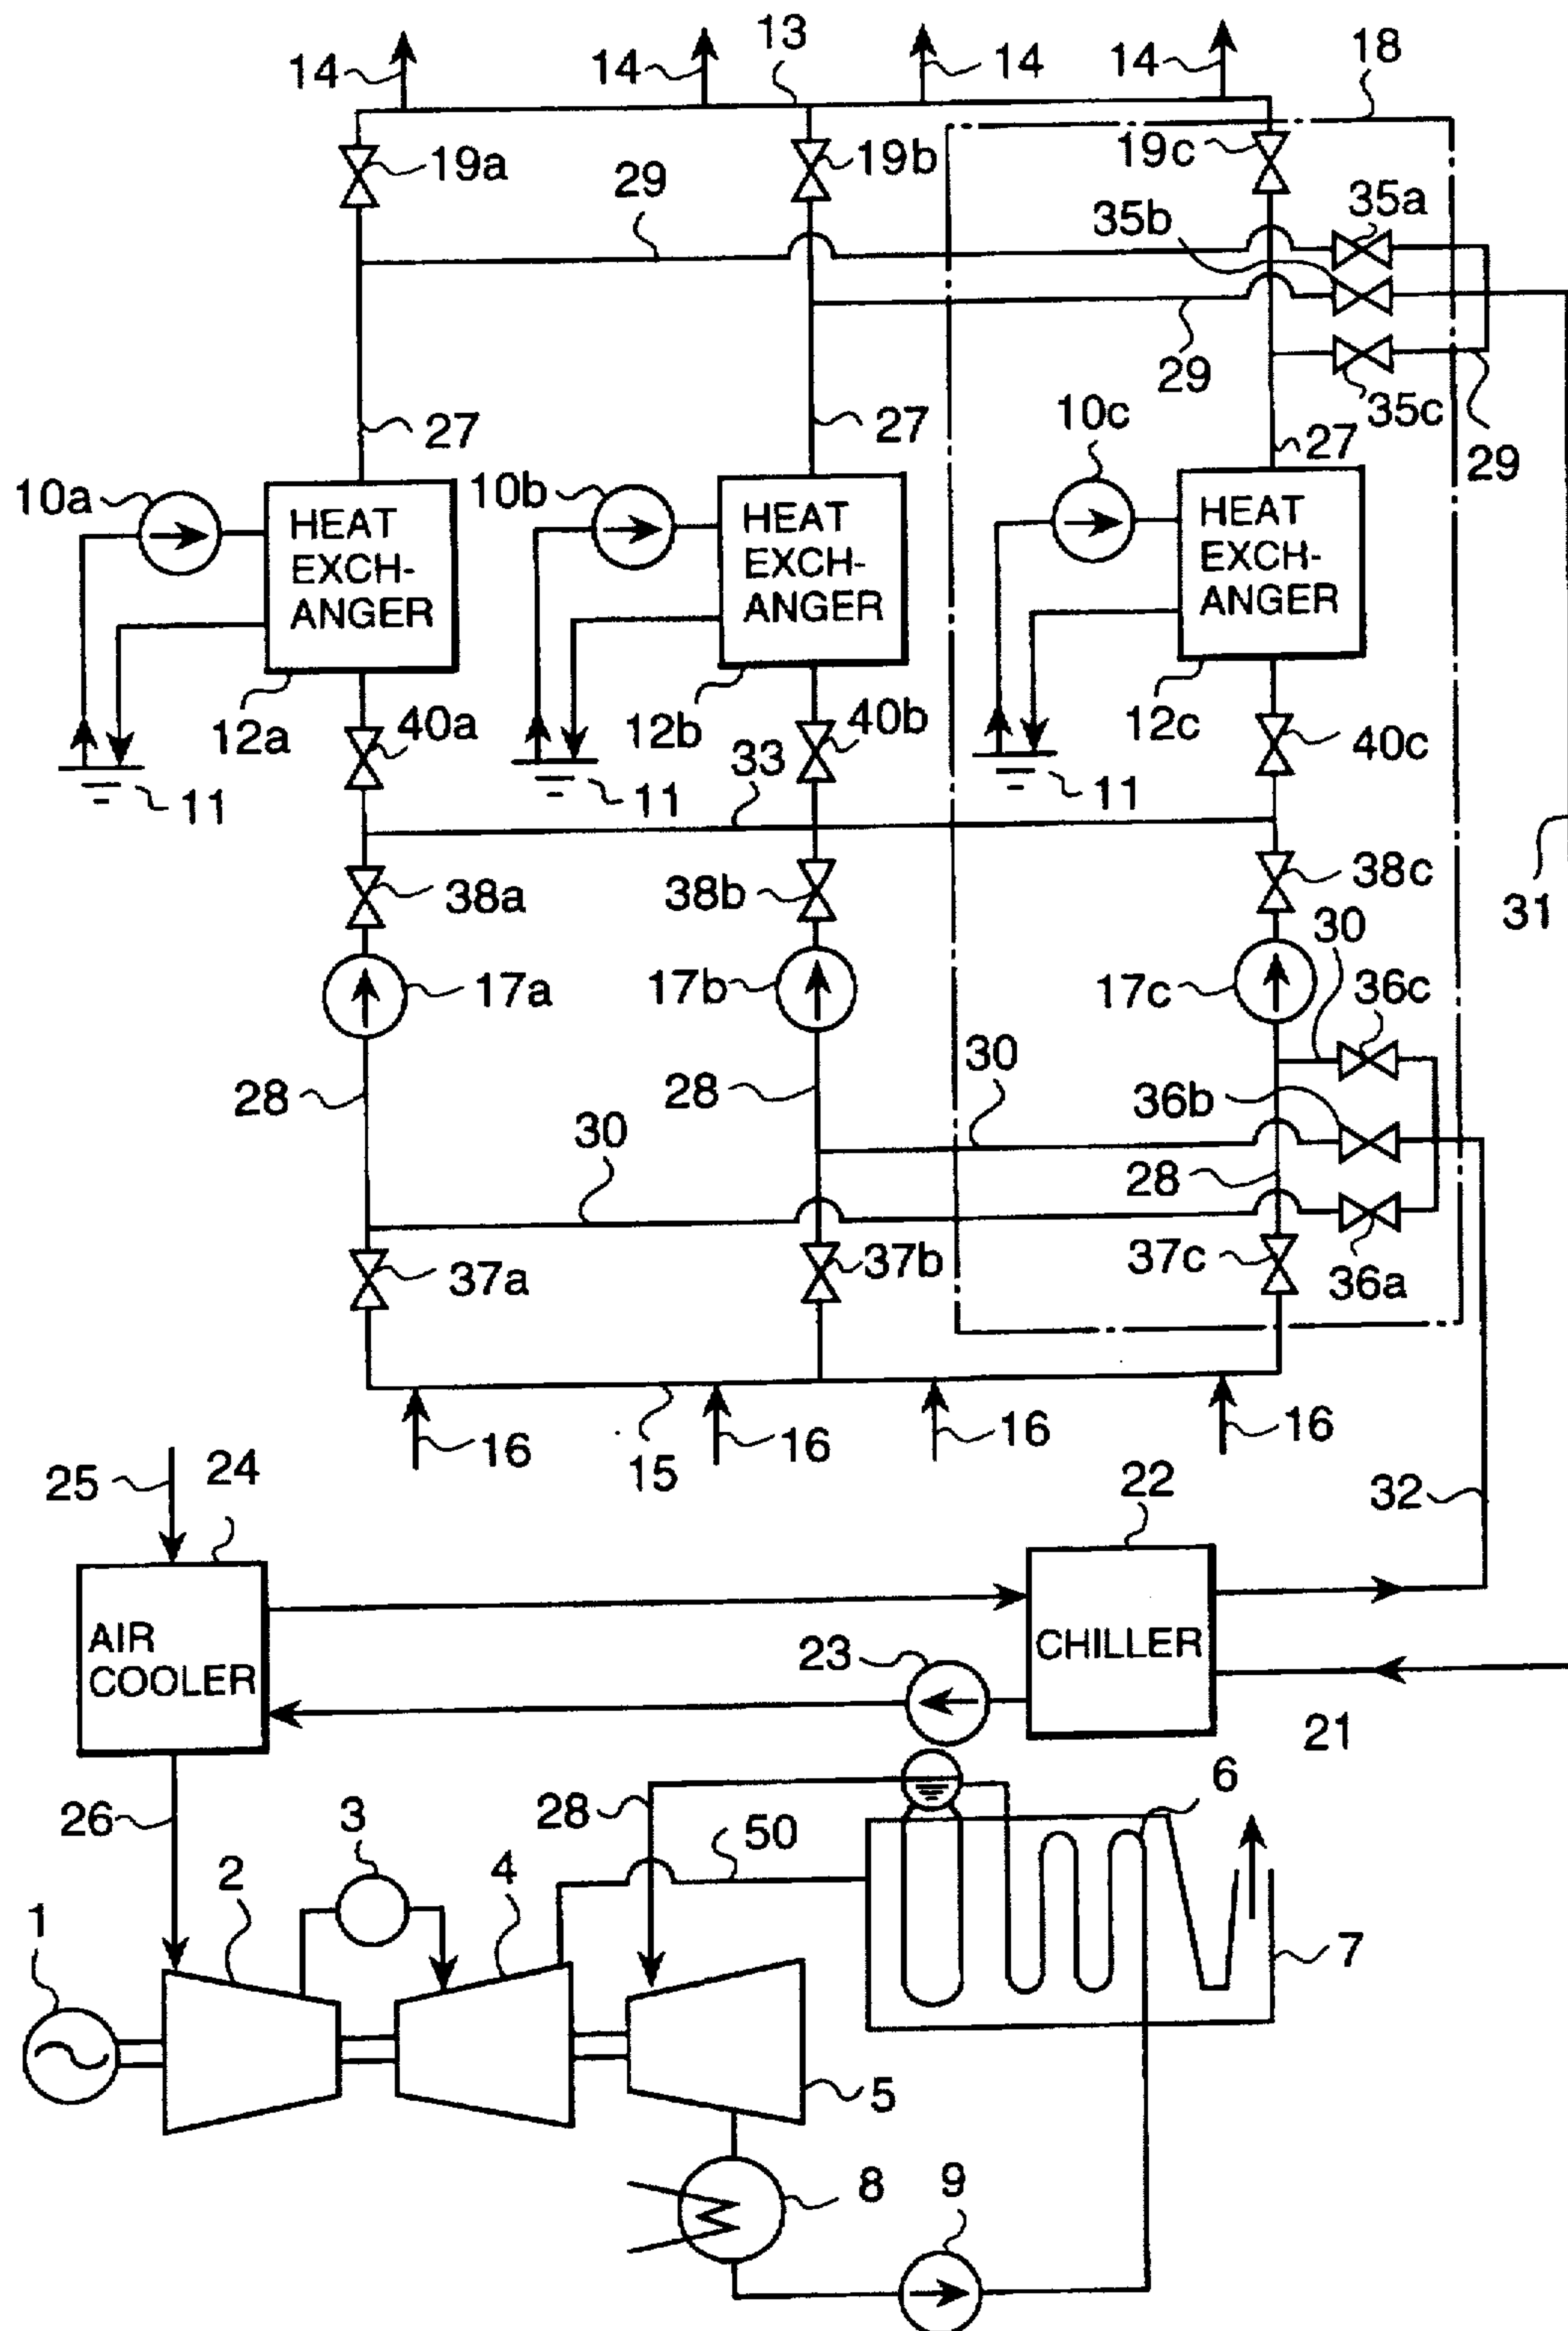 13
18
14
14
14
14
19a
19b
19c
29
35b
35a
29
35c
29
27
27
27
10a
10b
10c
HEAT
EXCH-
ANGER
HEAT
EXCH-
ANGER
HEAT
EXCH-
ANGER
12a
40a
12b
40b
12c
40c
11
11
33
11
38a
38b
38c
31
30
17a
17b
17c
36c
28
28
30
36b
30
28
37a
37b
37c
36a
16
15
16
16
16
25
24
22
32
AIR
COOLER
CHILLER
23
21
26
28
50
6
3
4
2
1
7
5
8
9